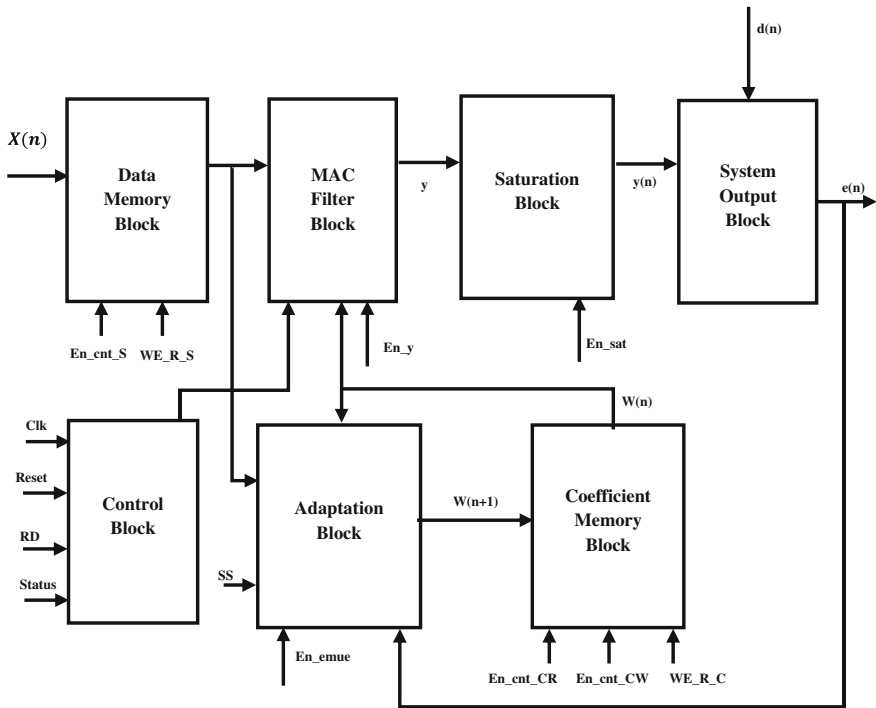 d(n)
X(n)
Data
Memory
Block
MAC
Filter
Block
y
Saturation
Block
y(n)
System
Output
Block
e(n)
En_cnt_S
WE_R_S
En_y
En_sat
W(n)
Clk
Reset
RD
Status
Control
Block
Adaptation
Block
W(n+1)
Coefficient
Memory
Block
SS
En_emue
En_cnt_CR
En_cnt_CW
WE_R_C